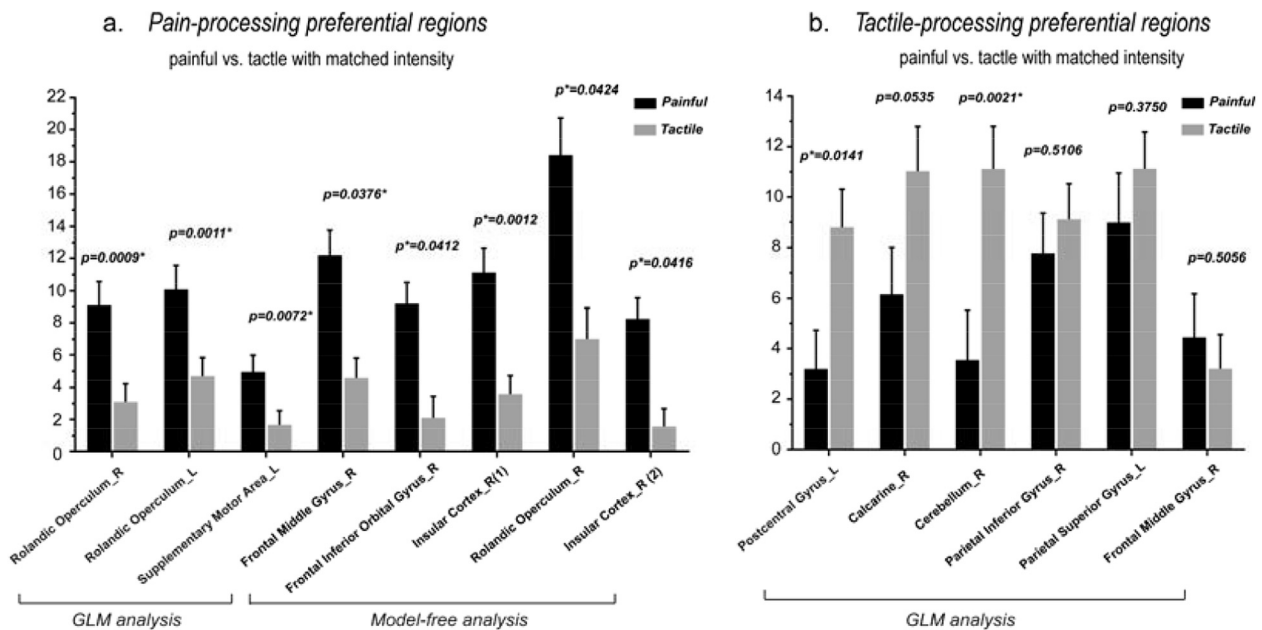 a. Pain-processing preferential regions
painful vs. tactle with matched intensity
22
20
18
16
14
12
10
8
6
4
2
0
p=0.0009*
p=0.0011*
p=0.0072*
p=0.0376*
p*=0.0412
p*=0.0012
p*=0.0424
p*=0.0416
Painful
Tactile
Rolandic Operculum_R
Rolandic Operculum_L
Supplementary Motor Area_L
Frontal Middle Gyrus_R
Frontal Inferior Orbital Gyrus_R
Insular Cortex_R(1)
Rolandic Operculum_R
Insular Cortex_R (2)
GLM analysis
Model-free analysis
b. Tactile-processing preferential regions
painful vs. tactle with matched intensity
14
12
10
8
6
4
2
0
p*=0.0141
p=0.0535
p=0.0021*
p=0.5106
p=0.3750
p=0.5056
Painful
Tactile
Postcentral Gyrus_L
Calcarine_R
Cerebellum_R
Parietal Inferior Gyrus_R
Parietal Superior Gyrus_L
Frontal Middle Gyrus_R
GLM analysis